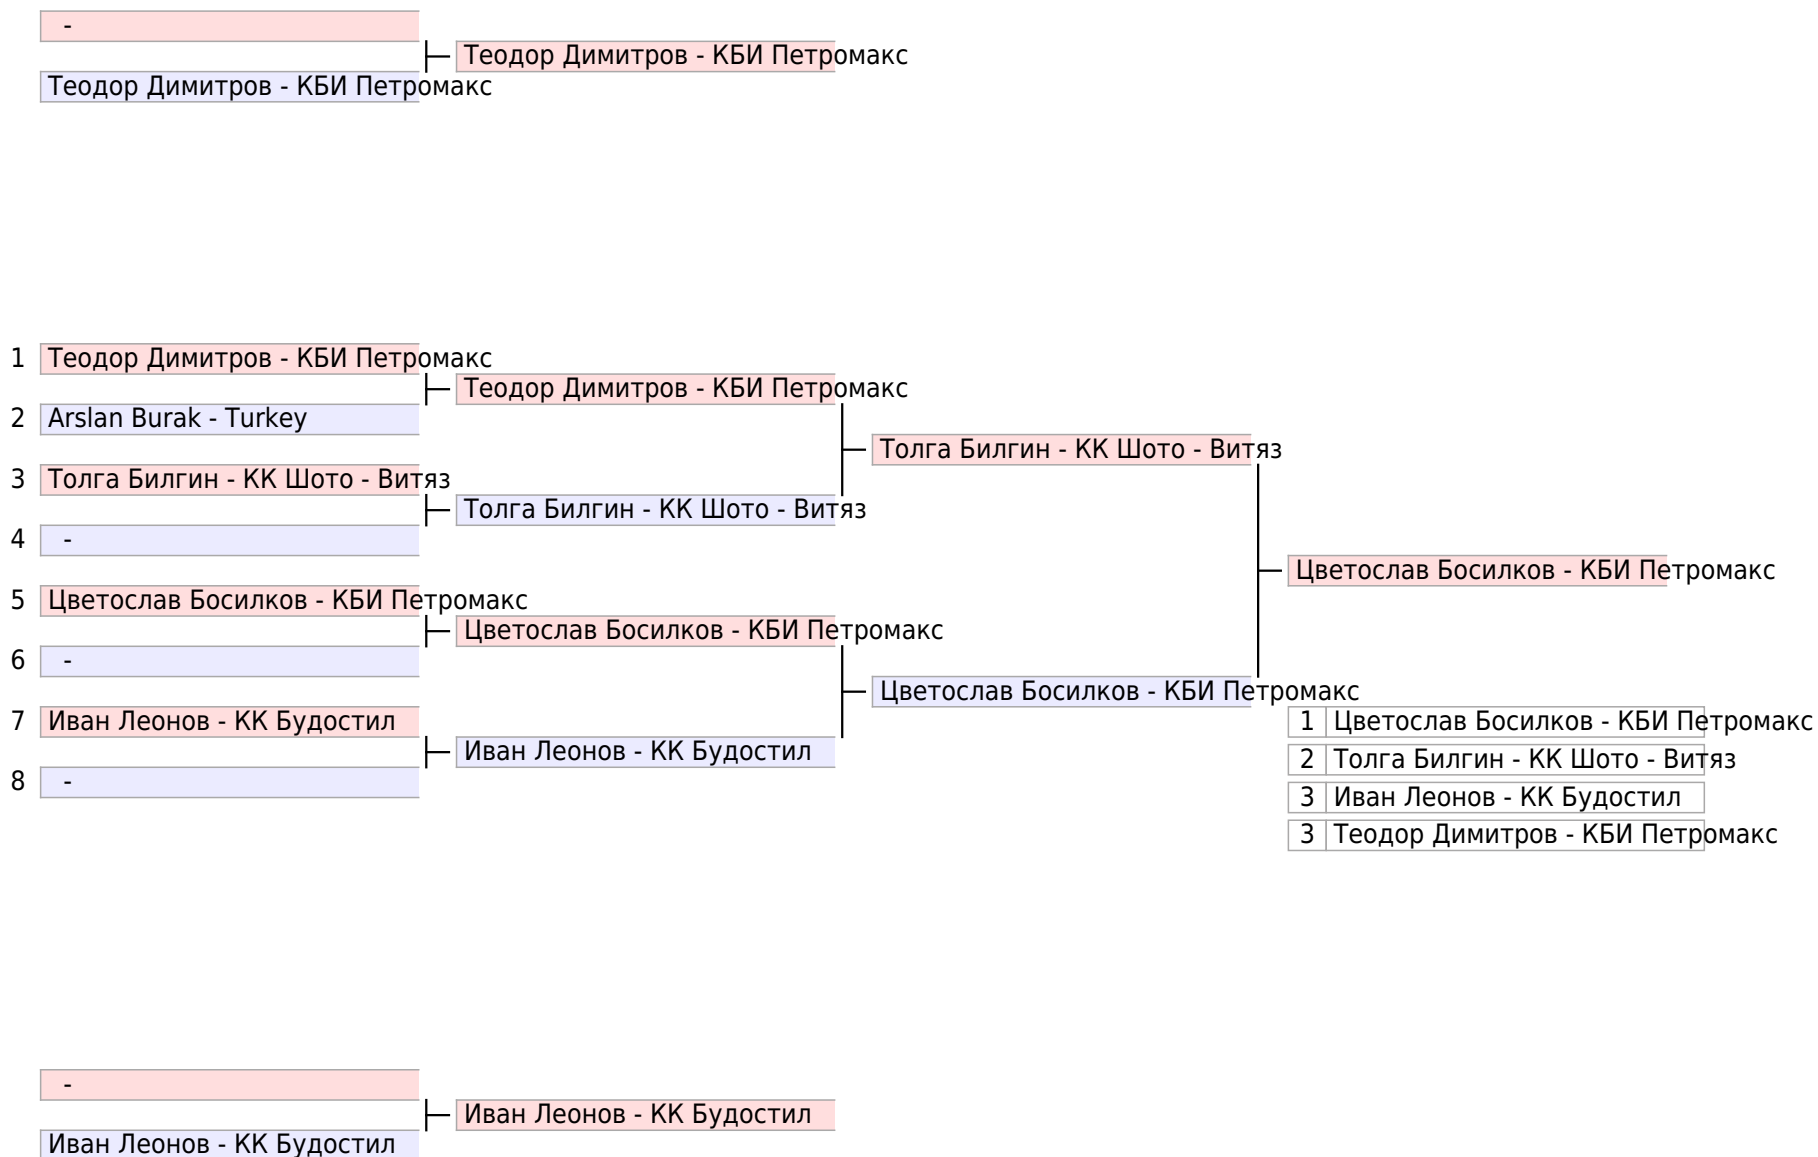 -
Теодор Димитров - КБИ Петромакс
Теодор Димитров - КБИ Петромакс
1 Теодор Димитров - КБИ Петромакс
Теодор Димитров - КБИ Петромакс
2 Arslan Burak - Turkey
Толга Билгин - КК Шото - Витяз
3 Толга Билгин - КК Шото - Витяз
Толга Билгин - КК Шото - Витяз
4 -
Цветослав Босилков - КБИ Петромакс
5 Цветослав Босилков - КБИ Петромакс
Цветослав Босилков - КБИ Петромакс
6 -
Цветослав Босилков - КБИ Петромакс
7 Иван Леонов - КК Будостил
Иван Леонов - КК Будостил
8 -
1 Цветослав Босилков - КБИ Петромакс
2 Толга Билгин - КК Шото - Витяз
3 Иван Леонов - КК Будостил
3 Теодор Димитров - КБИ Петромакс
-
Иван Леонов - КК Будостил
Иван Леонов - КК Будостил